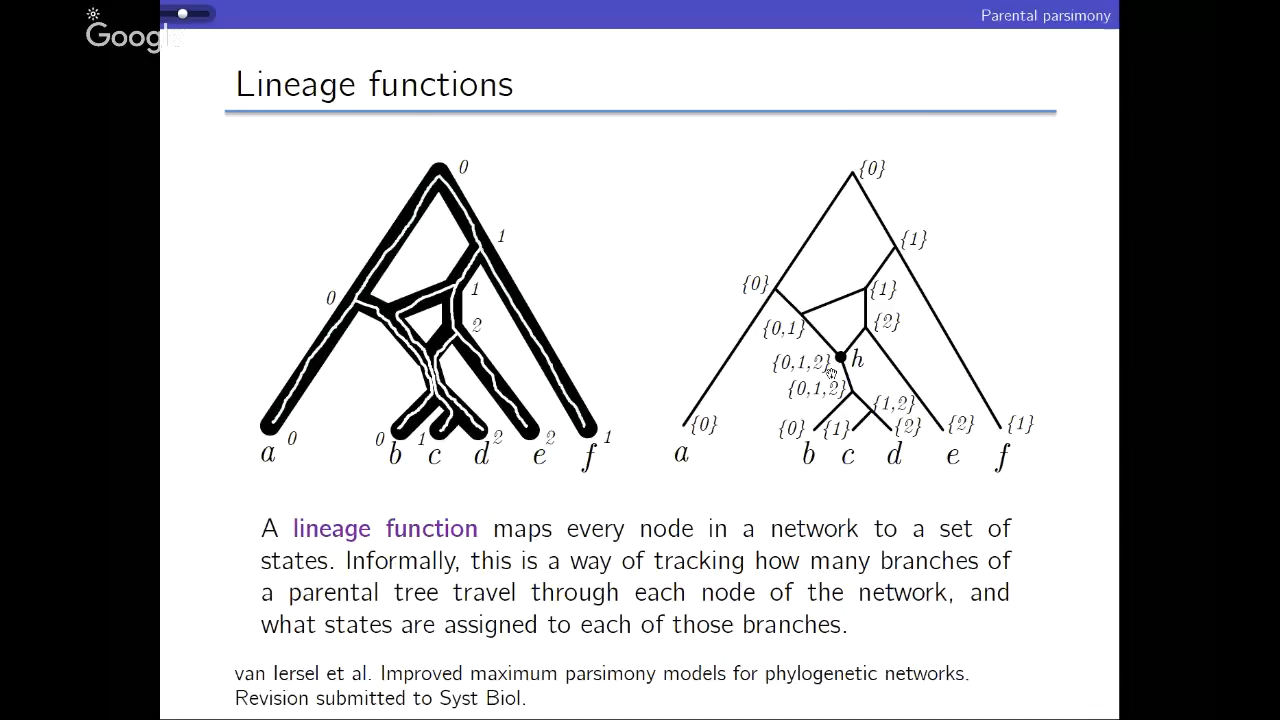 Parental parsimony
Google
Lineage functions
0
1
0
1
2
0
0
1
2
2
1
a
b
c
d
e
f
{0}
{1}
{0}
{1}
{0,1}
{2}
{0,1,2}
h
{0,1,2}
{1,2}
{0}
{0}
{1}
{2}
{2}
{1}
a
b
c
d
e
f
A lineage function maps every node in a network to a set of
states. Informally, this is a way of tracking how many branches of
a parental tree travel through each node of the network, and
what states are assigned to each of those branches.
van Iersel et al. Improved maximum parsimony models for phylogenetic networks.
Revision submitted to Syst Biol.